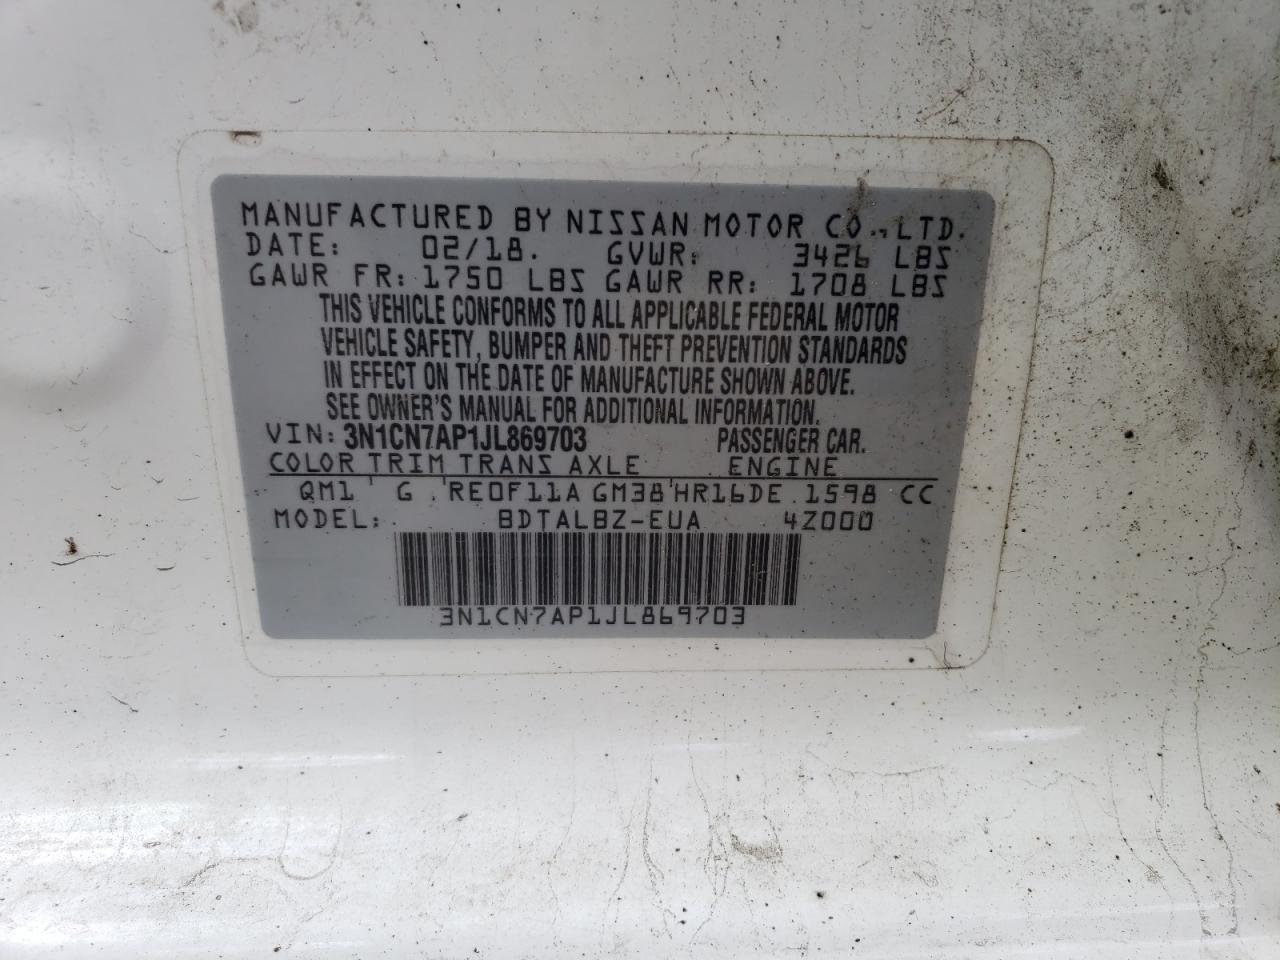 MANUFACTURED BY NISSAN MOTOR CO., LTD.
DATE: 02/18. GVWR: 3426 LBS
GAWR FR: 1750 LBS GAWR RR: 1708 LBS
THIS VEHICLE CONFORMS TO ALL APPLICABLE FEDERAL MOTOR
VEHICLE SAFETY, BUMPER AND THEFT PREVENTION STANDARDS
IN EFFECT ON THE DATE OF MANUFACTURE SHOWN ABOVE.
SEE OWNER'S MANUAL FOR ADDITIONAL INFORMATION.
VIN: 3N1CN7AP1JL869703 PASSENGER CAR.
COLOR TRIM TRANS AXLE ENGINE
QM1 G RE0F11A GM38 HR16DE 1598 CC
MODEL: BDTALBZ-EUA 4Z000
3N1CN7AP1JL869703